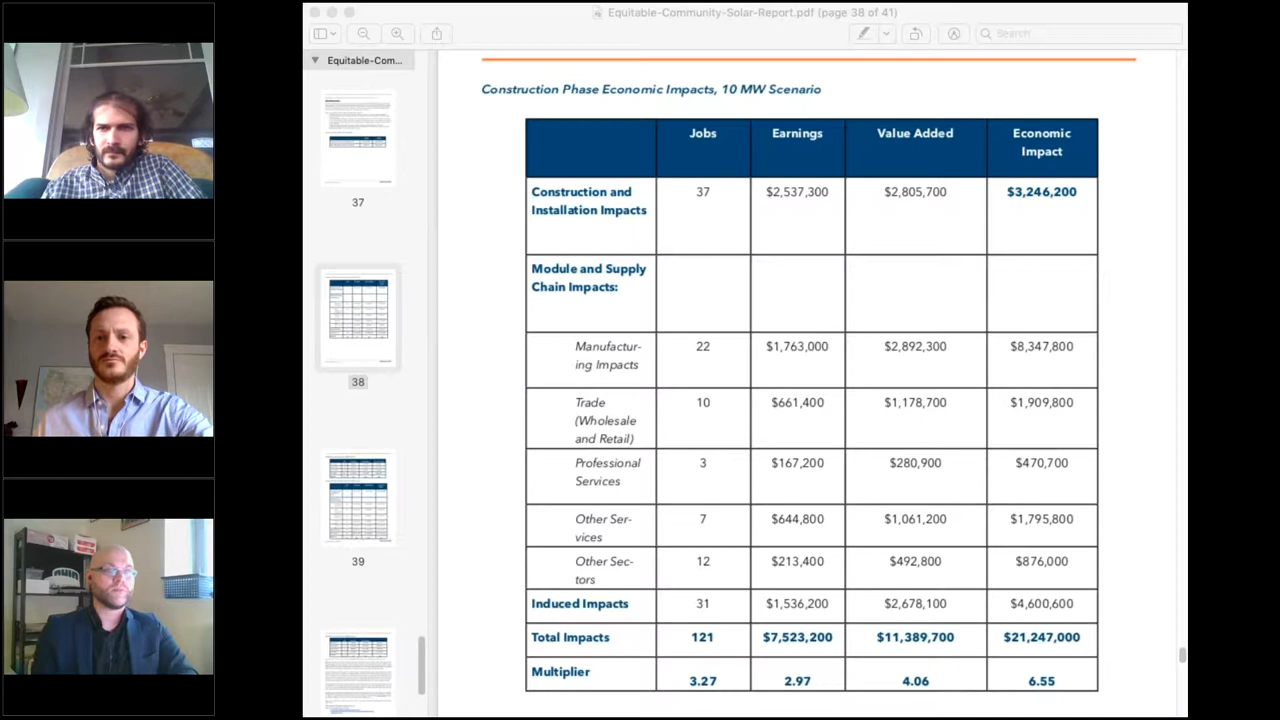 Equitable-Community-Solar-Report.pdf (page 38 of 41)
Search
Equitable-Com...
37
38
39
Construction Phase Economic Impacts, 10 MW Scenario
Jobs Earnings Value Added Economic
Impact
Construction and 37 $2,537,300 $2,805,700 $3,246,200
Installation Impacts
Module and Supply
Chain Impacts:
Manufactur- 22 $1,763,000 $2,892,300 $8,347,800
ing Impacts
Trade 10 $661,400 $1,178,700 $1,909,800
(Wholesale
and Retail)
Professional 3 $167,200 $280,900 $470,700
Services
Other Ser- 7 $644,800 $1,061,200 $1,795,800
vices
Other Sec- 12 $213,400 $492,800 $876,000
tors
Induced Impacts 31 $1,536,200 $2,678,100 $4,600,600
Total Impacts 121 $7,523,200 $11,389,700 $21,247,000
Multiplier 3.27 2.97 4.06 6.55